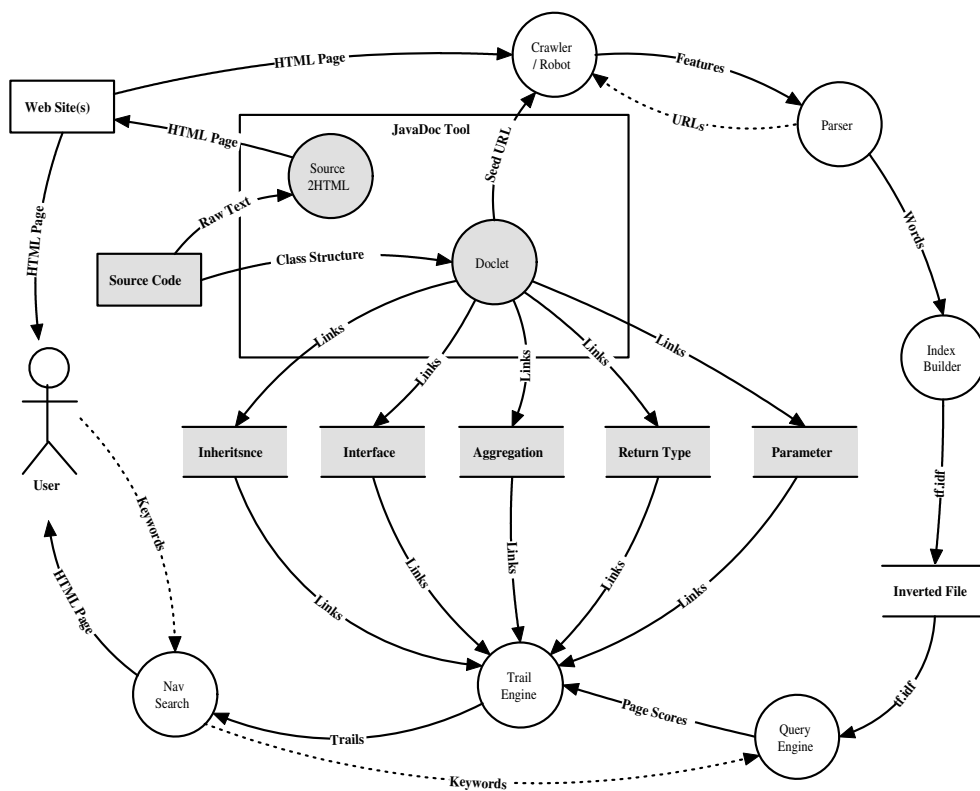 Crawler
/ Robot
HTML Page
Features
Web Site(s)
URLs
Parser
JavaDoc Tool
HTML Page
Source
2HTML
Seed URL
Raw Text
Words
HTML Page
Class Structure
Doclet
Source Code
Links
Links
Links
Links
Links
Index
Builder
Inheritsnce
Interface
Aggregation
Return Type
Parameter
User
tf.idf
Keywords
Links
Links
Links
Links
Links
Inverted File
HTML Page
Nav
Search
Trail
Engine
tf.idf
Page Scores
Query
Engine
Trails
Keywords